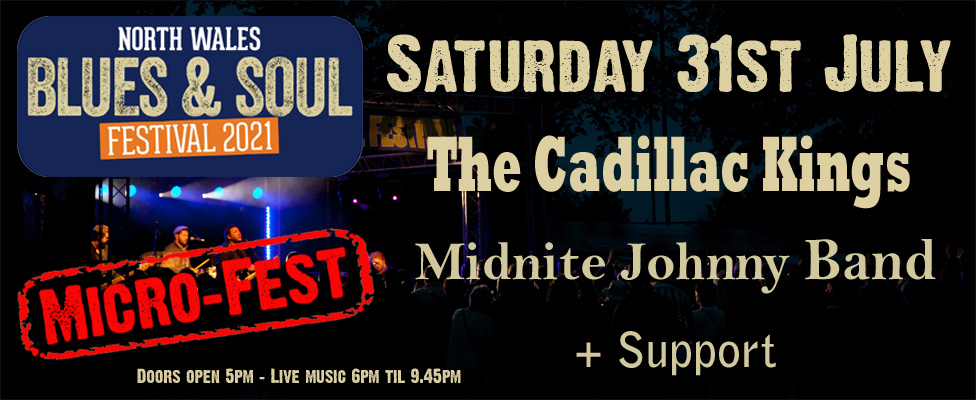 NORTH WALES
BLUES & SOUL
FESTIVAL 2021
MICRO-FEST
DOORS OPEN 5PM - LIVE MUSIC 6PM TIL 9.45PM
SATURDAY 31ST JULY
The Cadillac Kings
Midnite Johnny Band
+ Support